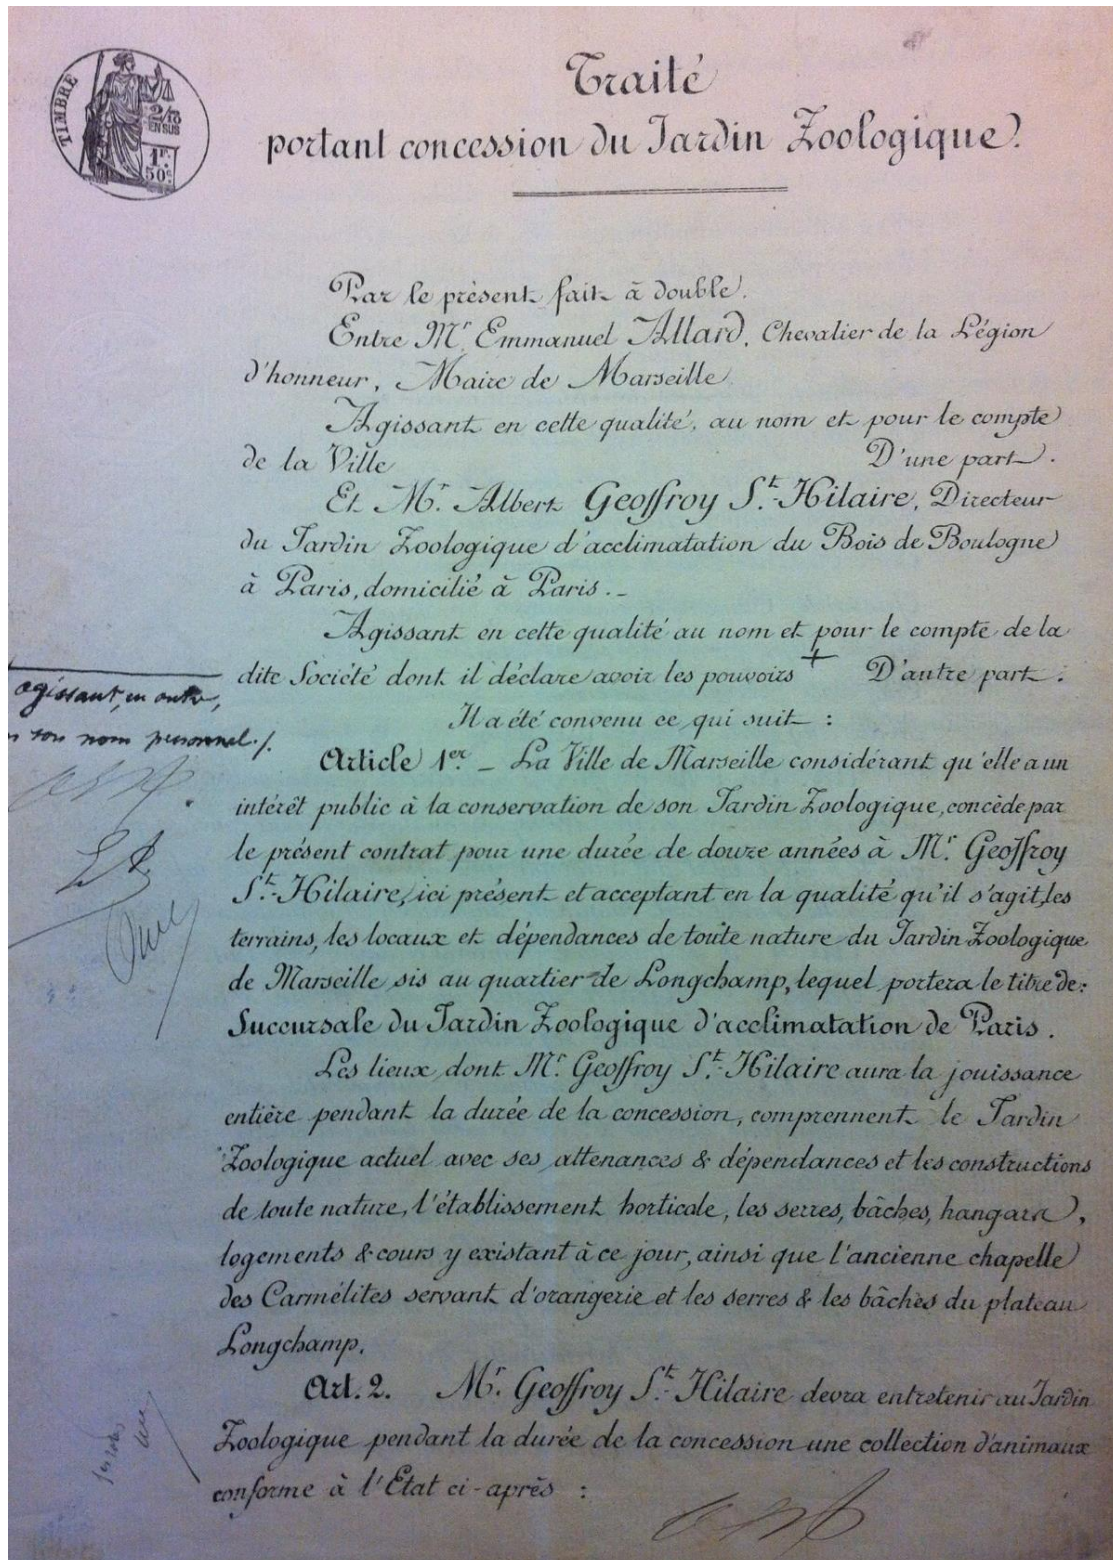 TIMBRE
2/10
EN SUS
1F.
50c.
Traité
portant concession du Jardin Zoologique.
Par le présent fait à double.
Entre Mr. Emmanuel Allard, Chevalier de la Légion
d'honneur, Maire de Marseille
Agissant en cette qualité, au nom et pour le compte
de la Ville D'une part.
Et Mr. Albert Geoffroy St.-Hilaire, Directeur
du Jardin Zoologique d'acclimatation du Bois de Boulogne
à Paris, domicilié à Paris._
Agissant en cette qualité au nom et pour le compte de la
dite Société dont il déclare avoir les pouvoirs + D'autre part.
agissant, en outre,
en son nom personnel./.
Il a été convenu ce qui suit :
Article 1er. _ La Ville de Marseille considérant qu'elle a un
intérêt public à la conservation de son Jardin Zoologique, concède par
le présent contrat pour une durée de douze années à Mr. Geoffroy
St.-Hilaire, ici présent et acceptant en la qualité qu'il s'agit, les
terrains, les locaux et dépendances de toute nature du Jardin Zoologique
de Marseille sis au quartier de Longchamp, lequel portera le titre de:
Succursale du Jardin Zoologique d'acclimatation de Paris.
Les lieux dont Mr. Geoffroy St.-Hilaire aura la jouissance
entière pendant la durée de la concession, comprennent le Jardin
Zoologique actuel avec ses attenances & dépendances et les constructions
de toute nature, l'établissement horticole, les serres, bâches, hangars,
logements & cours y existant à ce jour, ainsi que l'ancienne chapelle
des Carmélites servant d'orangerie et les serres & les bâches du plateau
Longchamp.
Art. 2. Mr. Geoffroy St.-Hilaire devra entretenir au Jardin
Zoologique pendant la durée de la concession une collection d'animaux
conforme à l'Etat ci-après :